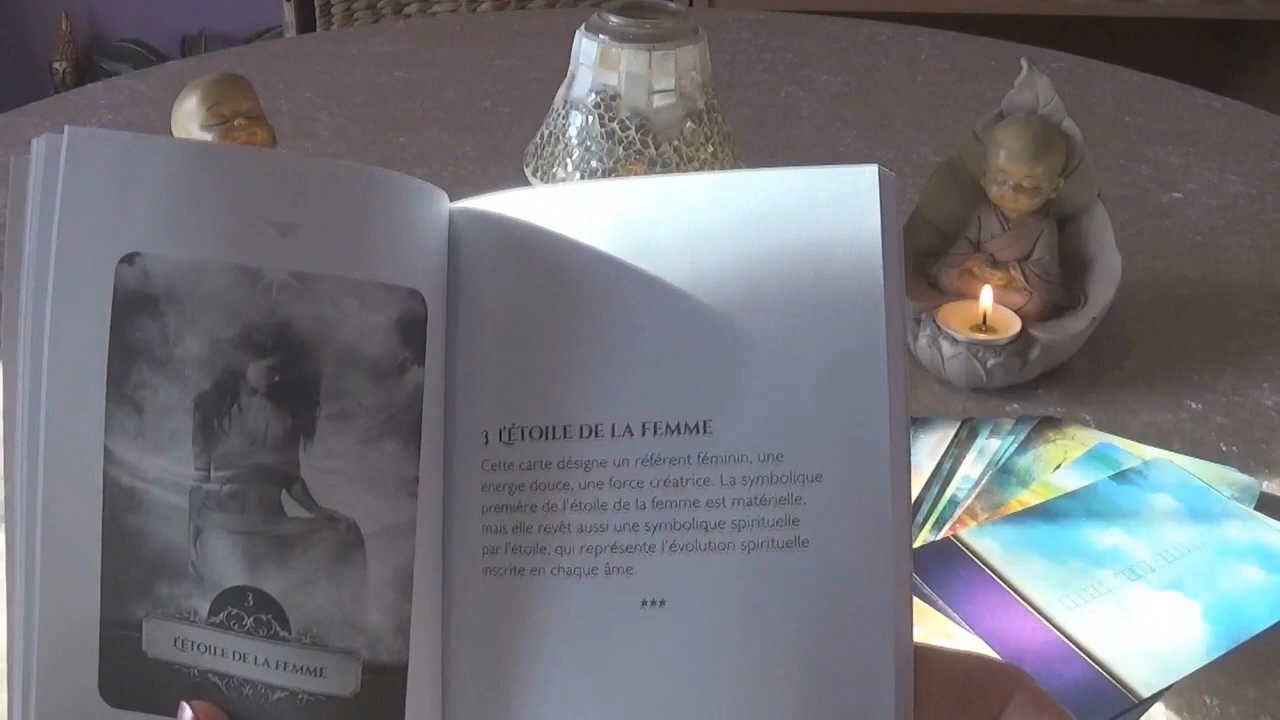 3
L'ÉTOILE DE LA FEMME
3 L'ÉTOILE DE LA FEMME
Cette carte désigne un référent féminin, une
énergie douce, une force créatrice. La symbolique
première de l'étoile de la femme est matérielle,
mais elle revêt aussi une symbolique spirituelle
par l'étoile, qui représente l'évolution spirituelle
inscrite en chaque âme.
***